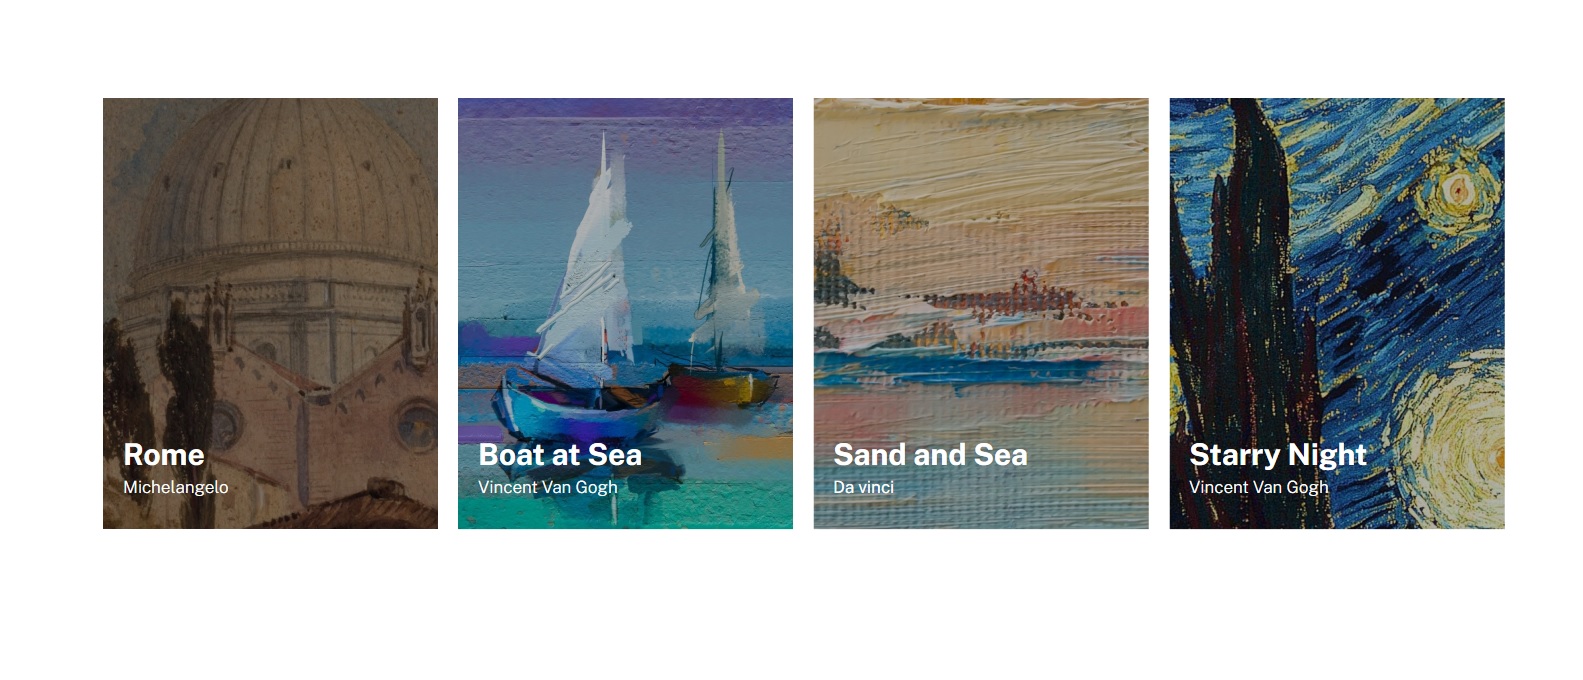 Rome
Michelangelo
Boat at Sea
Vincent Van Gogh
Sand and Sea
Da vinci
Starry Night
Vincent Van Gogh